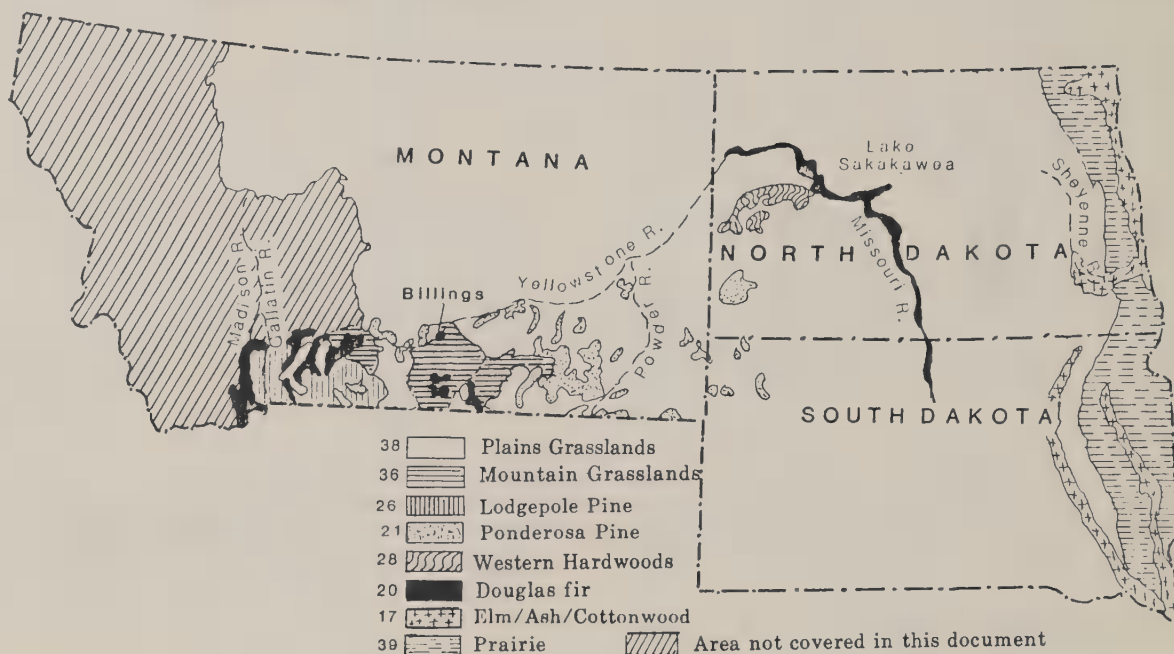 MONTANA
Lako
Sakakawea
Sheyenne R.
NORTH DAKOTA
Missouri R.
Yellowstone R.
Powder R.
Billings
Madison R.
Gallatin R.
SOUTH DAKOTA
38 Plains Grasslands
36 Mountain Grasslands
26 Lodgepole Pine
21 Ponderosa Pine
28 Western Hardwoods
20 Douglas fir
17 Elm/Ash/Cottonwood
39 Prairie
Area not covered in this document